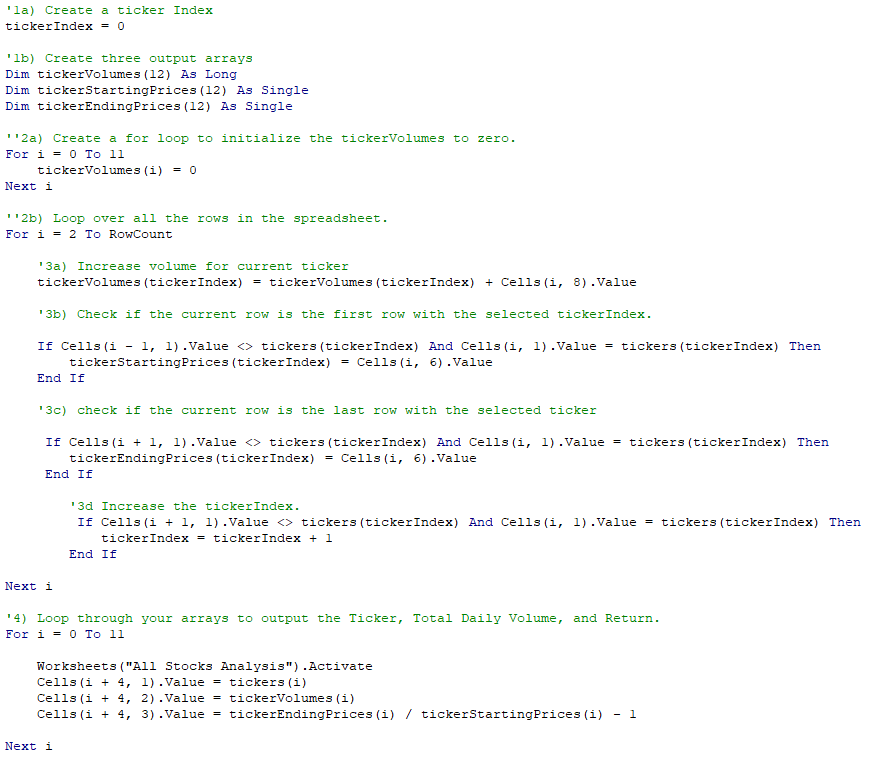 '1a) Create a ticker Index
tickerIndex = 0
'1b) Create three output arrays
Dim tickerVolumes(12) As Long
Dim tickerStartingPrices(12) As Single
Dim tickerEndingPrices(12) As Single
''2a) Create a for loop to initialize the tickerVolumes to zero.
For i = 0 To 11
    tickerVolumes(i) = 0
Next i
''2b) Loop over all the rows in the spreadsheet.
For i = 2 To RowCount
    '3a) Increase volume for current ticker
    tickerVolumes(tickerIndex) = tickerVolumes(tickerIndex) + Cells(i, 8).Value
    '3b) Check if the current row is the first row with the selected tickerIndex.
    If Cells(i - 1, 1).Value <> tickers(tickerIndex) And Cells(i, 1).Value = tickers(tickerIndex) Then
        tickerStartingPrices(tickerIndex) = Cells(i, 6).Value
    End If
    '3c) check if the current row is the last row with the selected ticker
     If Cells(i + 1, 1).Value <> tickers(tickerIndex) And Cells(i, 1).Value = tickers(tickerIndex) Then
        tickerEndingPrices(tickerIndex) = Cells(i, 6).Value
     End If
        '3d Increase the tickerIndex.
         If Cells(i + 1, 1).Value <> tickers(tickerIndex) And Cells(i, 1).Value = tickers(tickerIndex) Then
            tickerIndex = tickerIndex + 1
        End If
Next i
'4) Loop through your arrays to output the Ticker, Total Daily Volume, and Return.
For i = 0 To 11
    Worksheets("All Stocks Analysis").Activate
    Cells(i + 4, 1).Value = tickers(i)
    Cells(i + 4, 2).Value = tickerVolumes(i)
    Cells(i + 4, 3).Value = tickerEndingPrices(i) / tickerStartingPrices(i) - 1
Next i